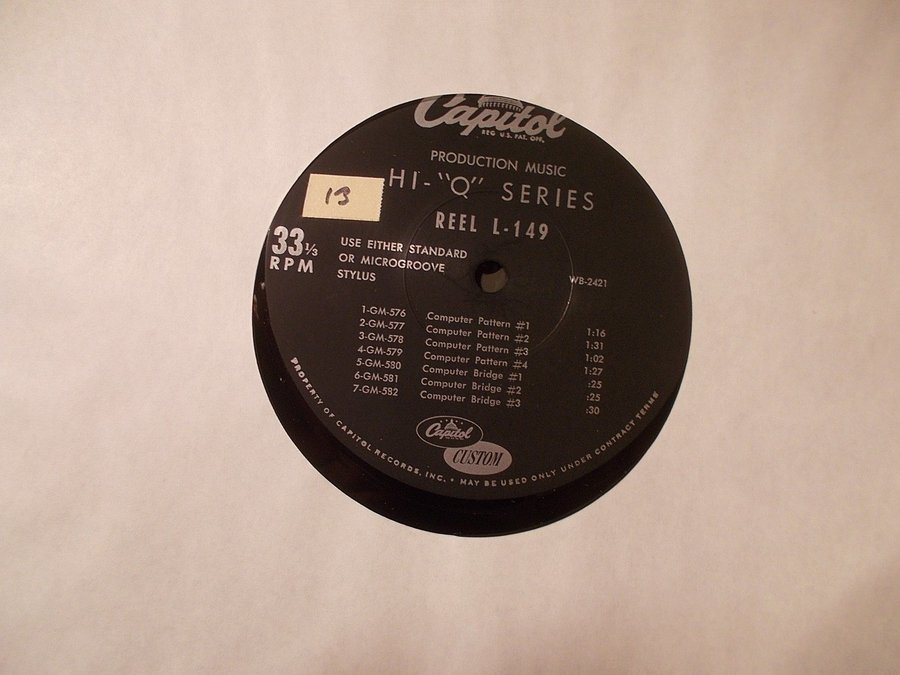 Capitol
REG. U.S. PAT. OFF.
PRODUCTION MUSIC
HI-"Q" SERIES
13
REEL L-149
33 1/3
RPM
USE EITHER STANDARD
OR MICROGROOVE
STYLUS
WB-2421
1-GM-576 Computer Pattern #1 1:16
2-GM-577 Computer Pattern #2 1:31
3-GM-578 Computer Pattern #3 1:02
4-GM-579 Computer Pattern #4 1:27
5-GM-580 Computer Bridge #1 :25
6-GM-581 Computer Bridge #2 :25
7-GM-582 Computer Bridge #3 :30
Capitol
CUSTOM
PROPERTY OF CAPITOL RECORDS, INC. • MAY BE USED ONLY UNDER CONTRACT TERMS